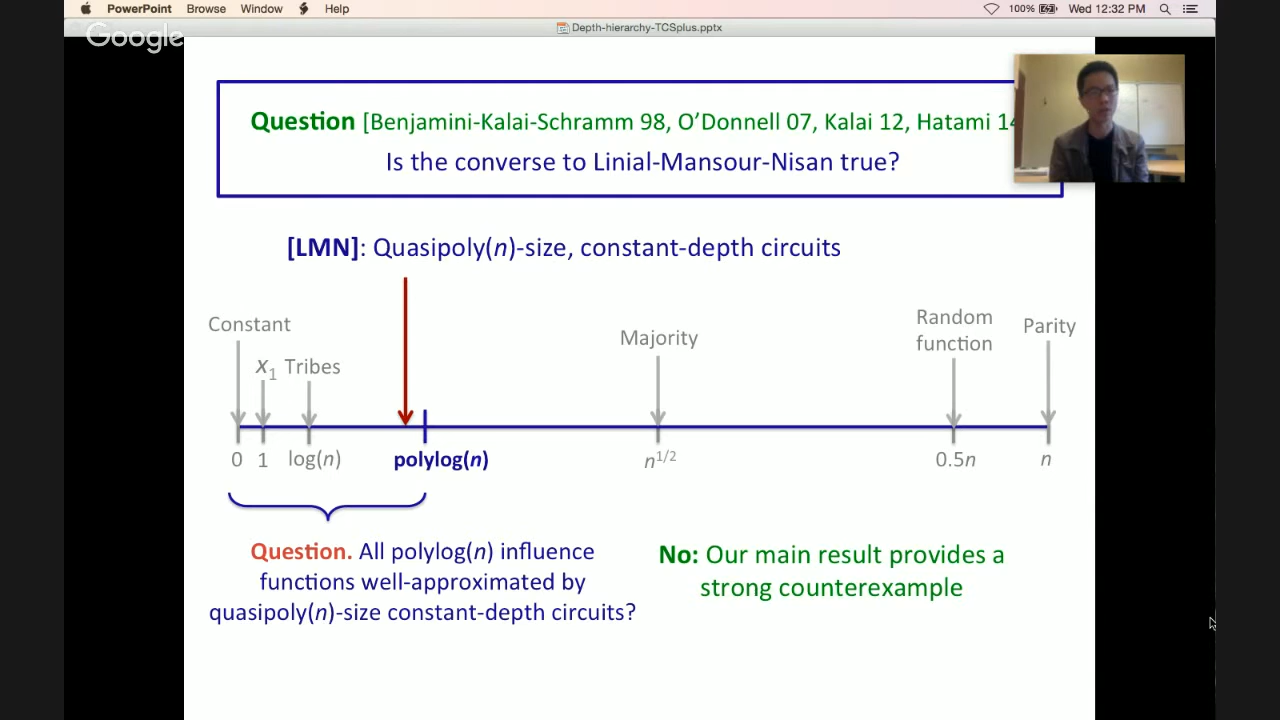 PowerPoint Browse Window Help 100% Wed 12:32 PM
Google
Depth-hierarchy-TCSplus.pptx
Question [Benjamini-Kalai-Schramm 98, O'Donnell 07, Kalai 12, Hatami 14
Is the converse to Linial-Mansour-Nisan true?
[LMN]: Quasipoly(n)-size, constant-depth circuits
Constant
x1 Tribes
Majority
Random
function
Parity
0 1 log(n) polylog(n) n^1/2 0.5n n
Question. All polylog(n) influence
functions well-approximated by
quasipoly(n)-size constant-depth circuits?
No: Our main result provides a
strong counterexample